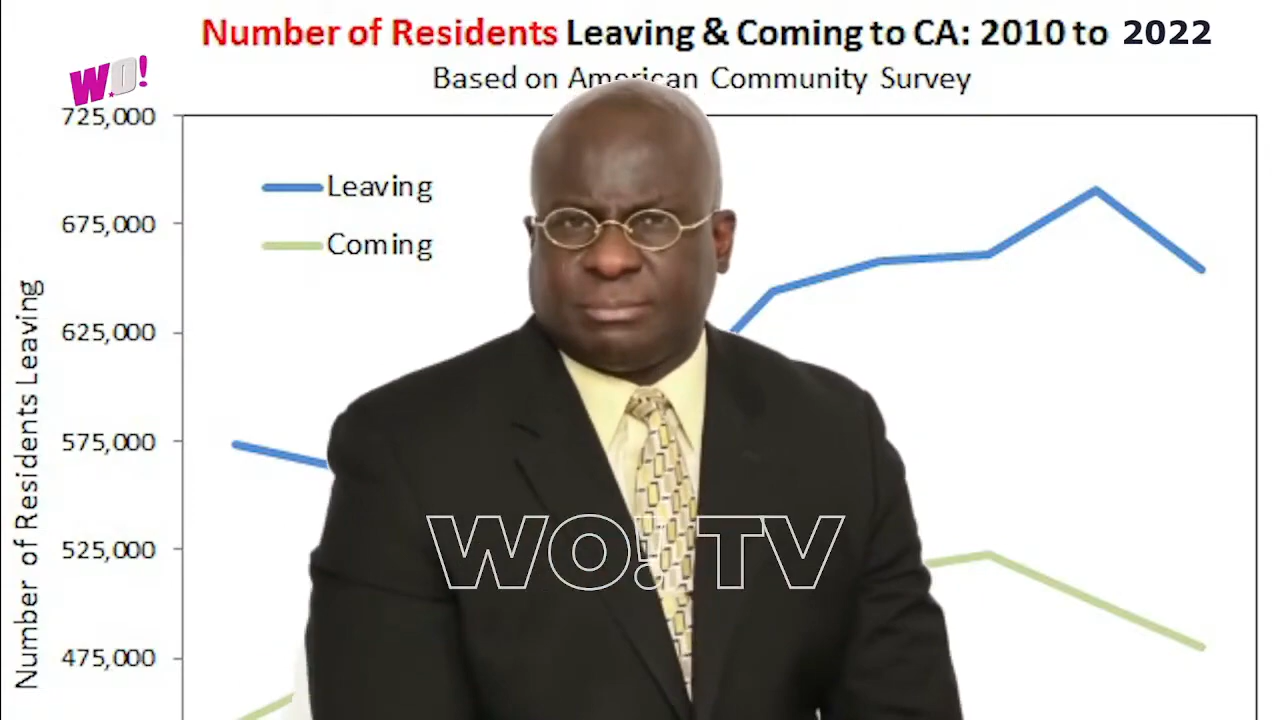 Number of Residents Leaving & Coming to CA: 2010 to 2022
Based on American Community Survey
W.O!
725,000
Leaving
675,000
Coming
625,000
575,000
525,000
475,000
Number of Residents Leaving
WO! TV